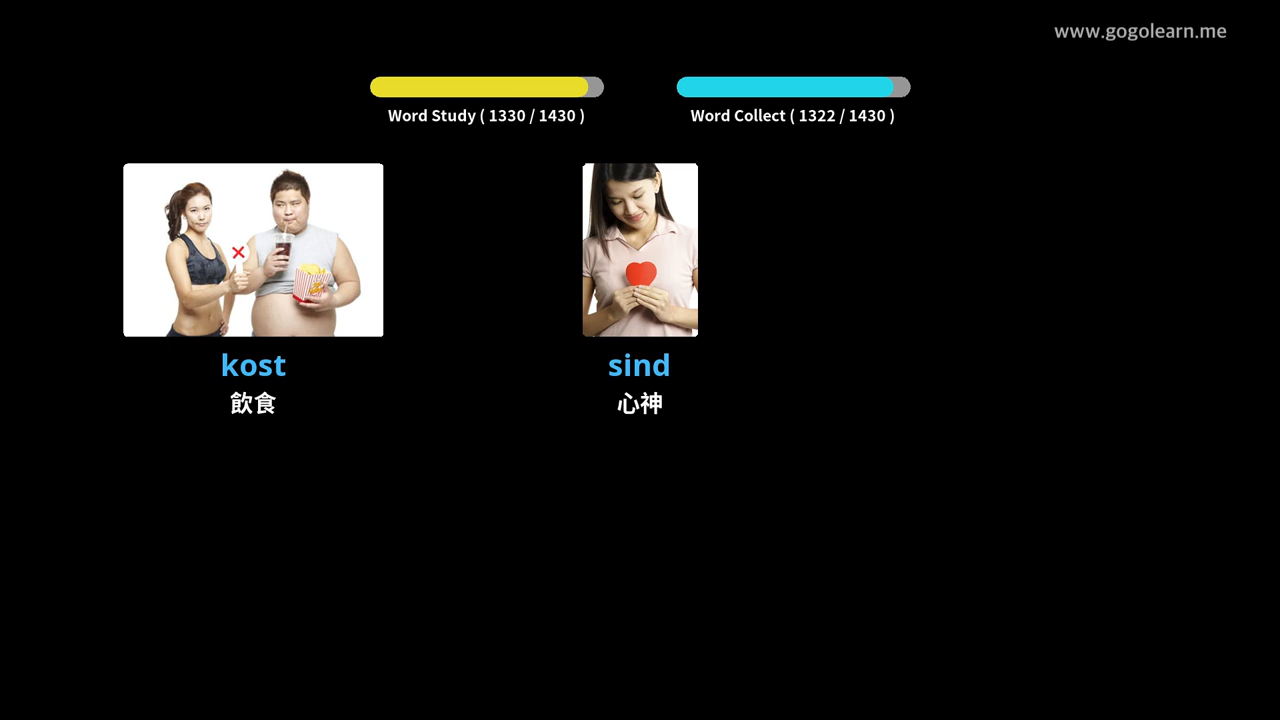 www.gogolearn.me
Word Study ( 1330 / 1430 )
Word Collect ( 1322 / 1430 )
kost
飲食
sind
心神